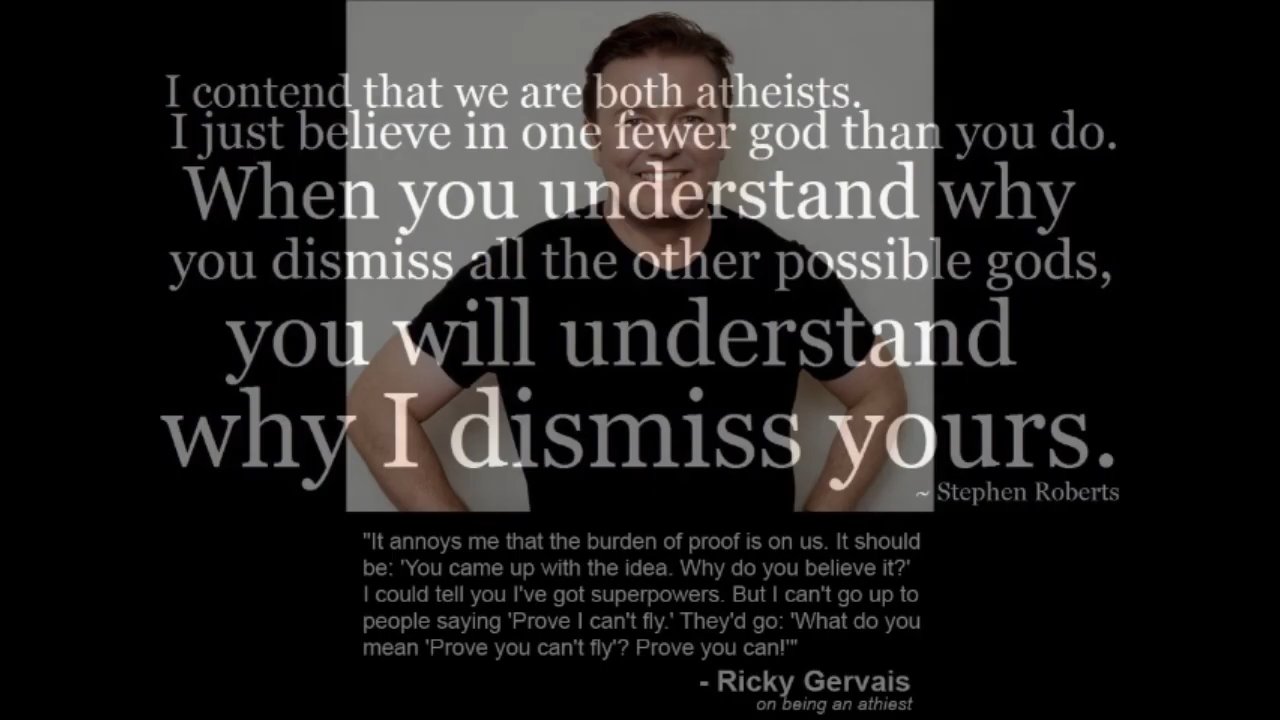 I contend that we are both atheists.
I just believe in one fewer god than you do.
When you understand why
you dismiss all the other possible gods,
you will understand
why I dismiss yours.
~ Stephen Roberts
"It annoys me that the burden of proof is on us. It should
be: 'You came up with the idea. Why do you believe it?'
I could tell you I've got superpowers. But I can't go up to
people saying 'Prove I can't fly.' They'd go: 'What do you
mean 'Prove you can't fly'? Prove you can!'"
- Ricky Gervais
on being an athiest